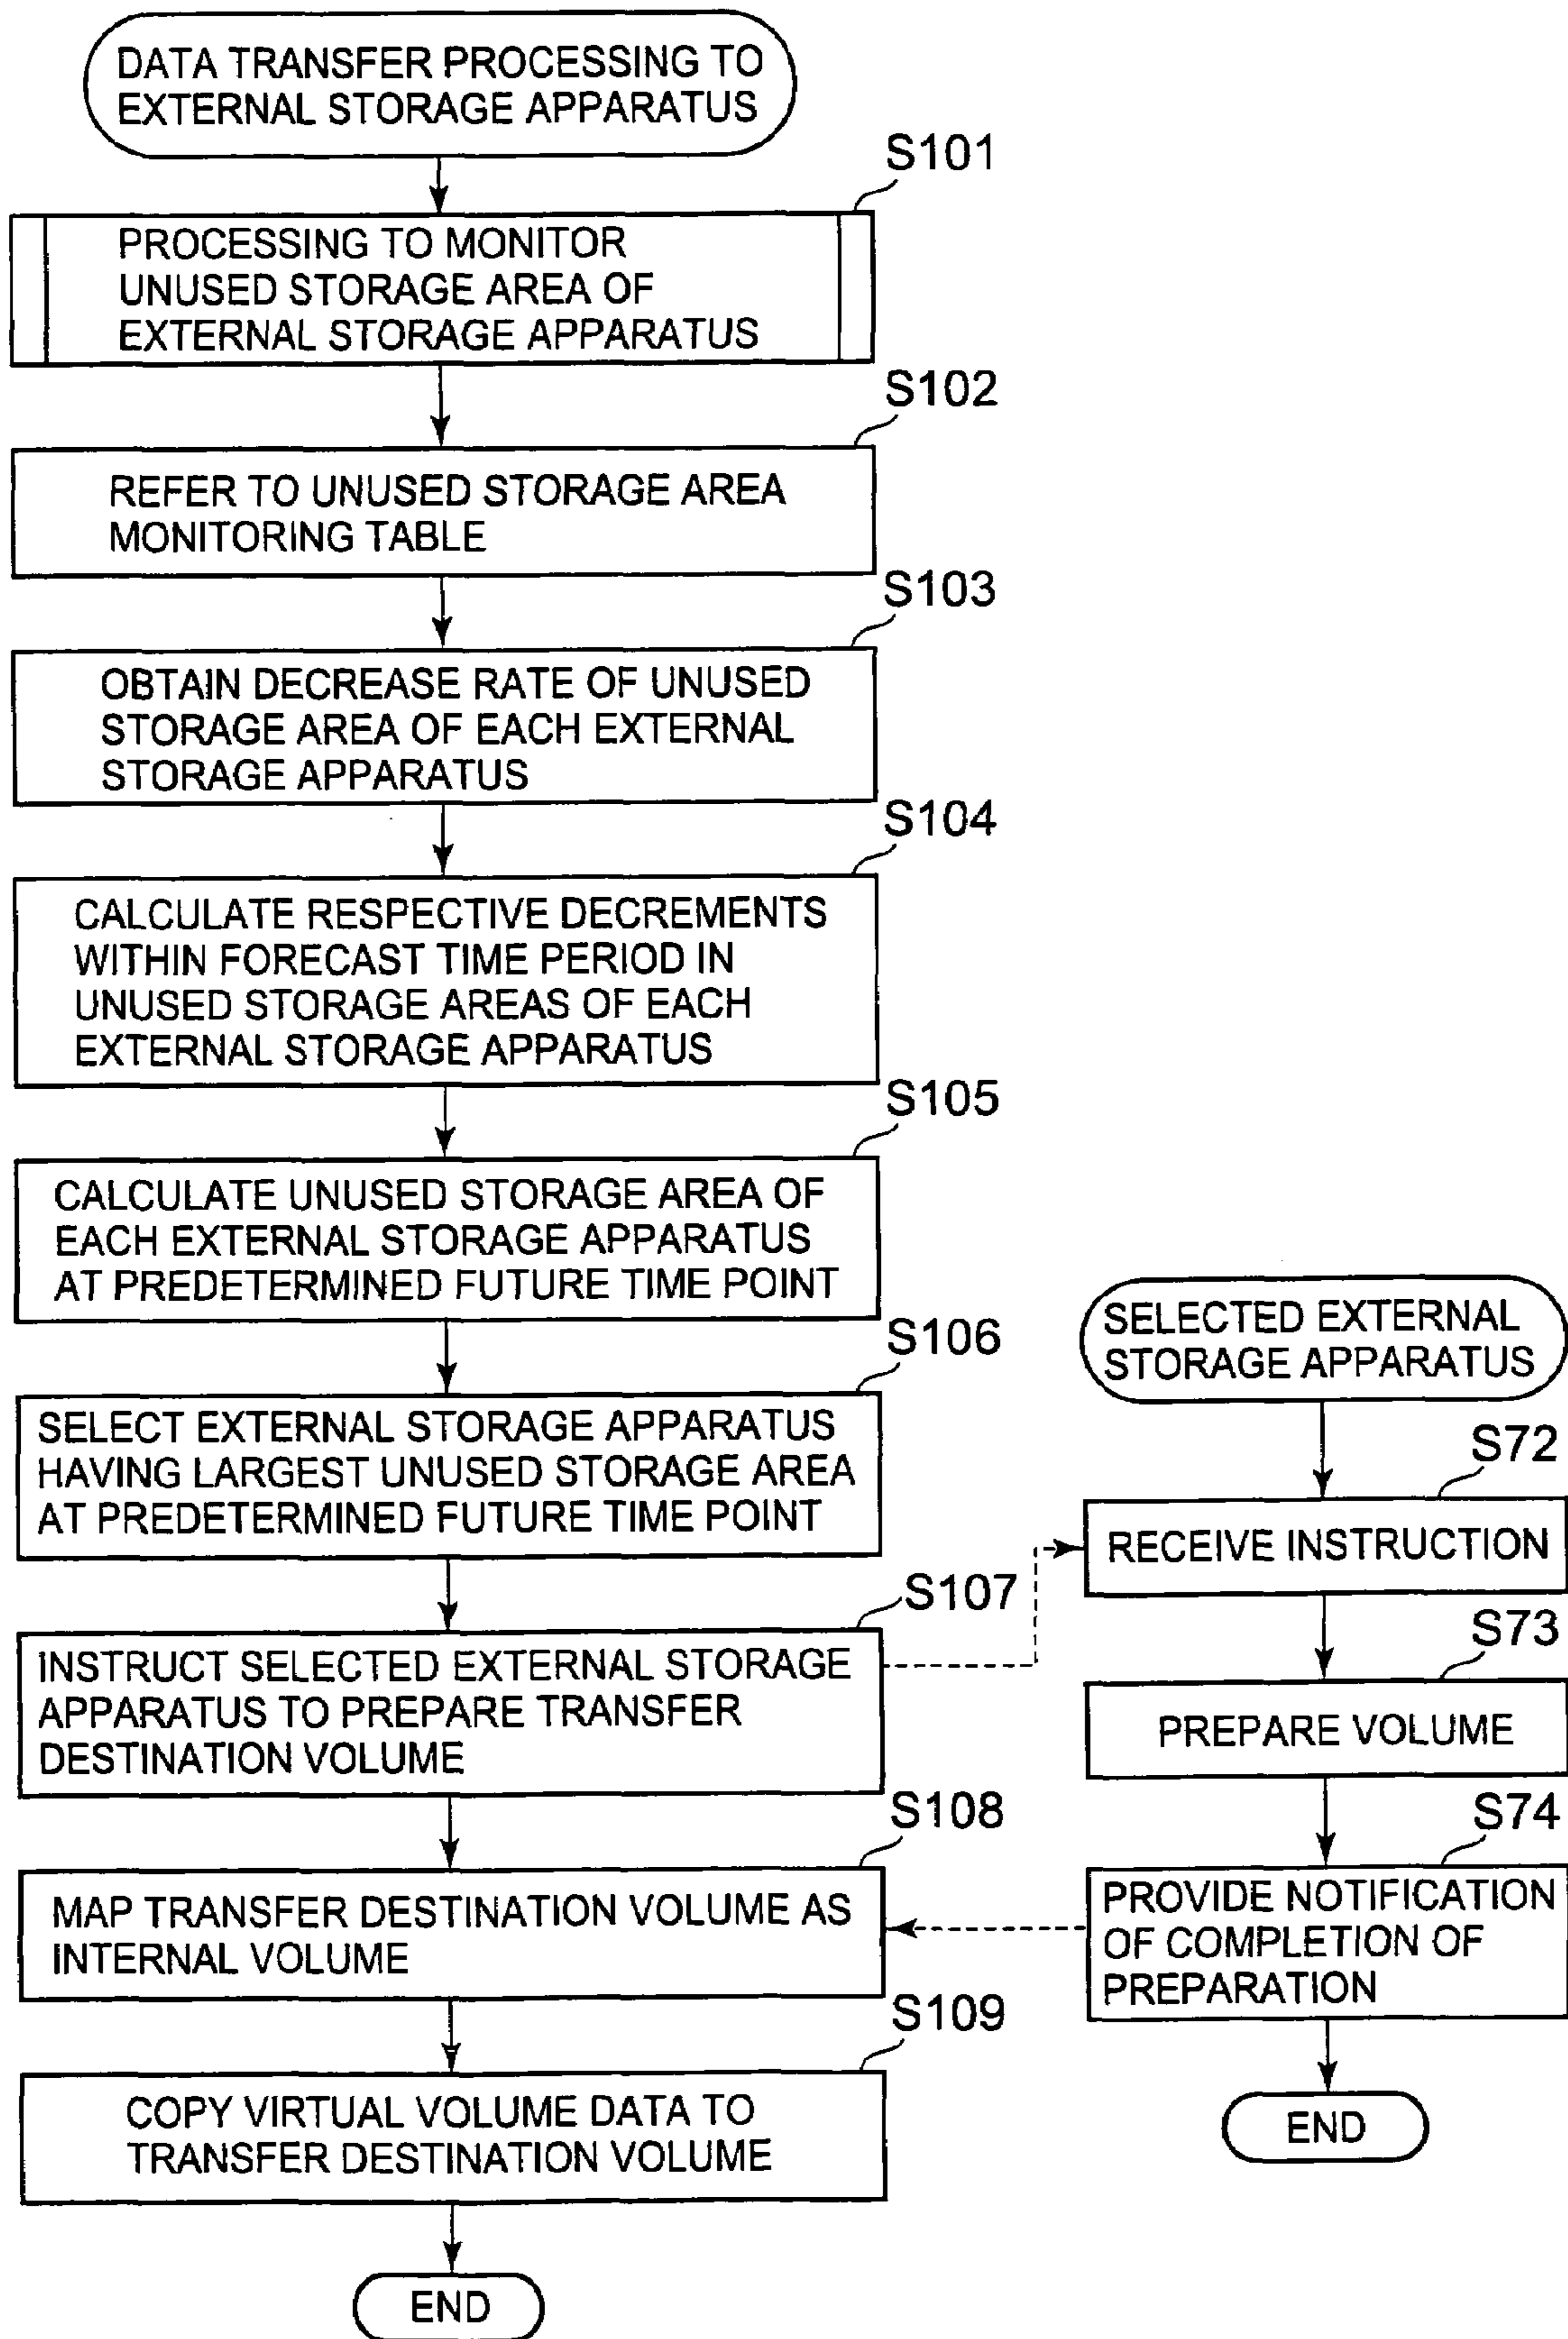 DATA TRANSFER PROCESSING TO
EXTERNAL STORAGE APPARATUS
S101
PROCESSING TO MONITOR
UNUSED STORAGE AREA OF
EXTERNAL STORAGE APPARATUS
S102
REFER TO UNUSED STORAGE AREA
MONITORING TABLE
S103
OBTAIN DECREASE RATE OF UNUSED
STORAGE AREA OF EACH EXTERNAL
STORAGE APPARATUS
S104
CALCULATE RESPECTIVE DECREMENTS
WITHIN FORECAST TIME PERIOD IN
UNUSED STORAGE AREAS OF EACH
EXTERNAL STORAGE APPARATUS
S105
CALCULATE UNUSED STORAGE AREA OF
EACH EXTERNAL STORAGE APPARATUS
AT PREDETERMINED FUTURE TIME POINT
S106
SELECT EXTERNAL STORAGE APPARATUS
HAVING LARGEST UNUSED STORAGE AREA
AT PREDETERMINED FUTURE TIME POINT
S107
INSTRUCT SELECTED EXTERNAL STORAGE
APPARATUS TO PREPARE TRANSFER
DESTINATION VOLUME
S108
MAP TRANSFER DESTINATION VOLUME AS
INTERNAL VOLUME
S109
COPY VIRTUAL VOLUME DATA TO
TRANSFER DESTINATION VOLUME
END
SELECTED EXTERNAL
STORAGE APPARATUS
S72
RECEIVE INSTRUCTION
S73
PREPARE VOLUME
S74
PROVIDE NOTIFICATION
OF COMPLETION OF
PREPARATION
END